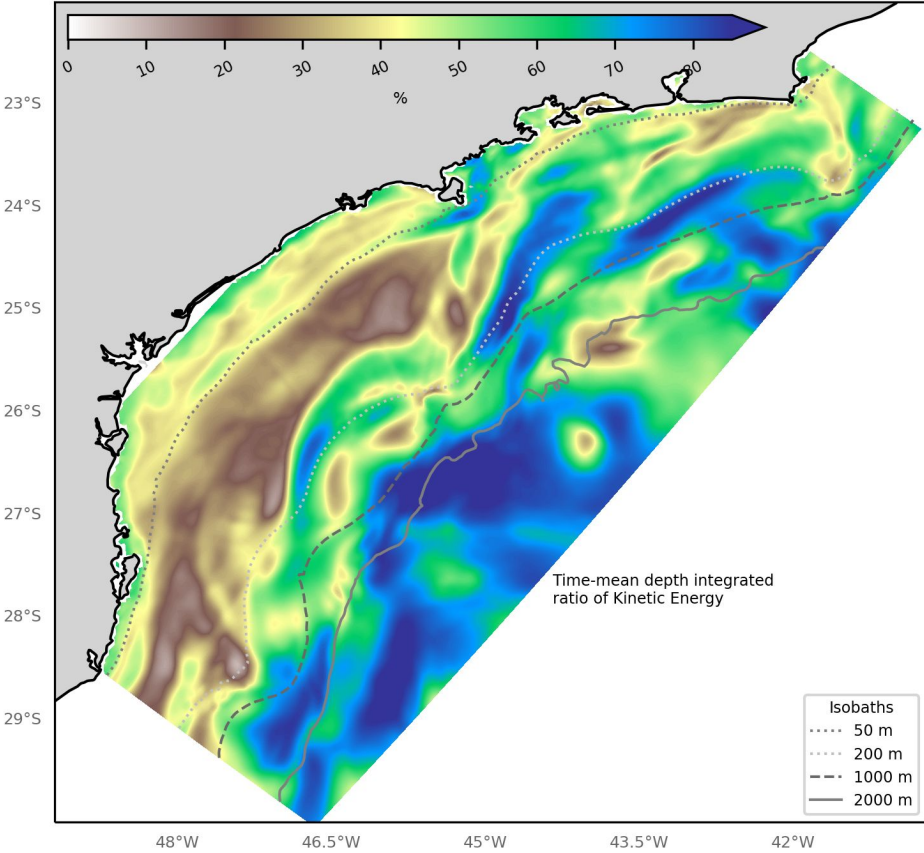 0 10 20 30 40 50 60 70 80
%
23°S
24°S
25°S
26°S
27°S
28°S
29°S
Time-mean depth integrated
ratio of Kinetic Energy
Isobaths
50 m
200 m
1000 m
2000 m
48°W 46.5°W 45°W 43.5°W 42°W